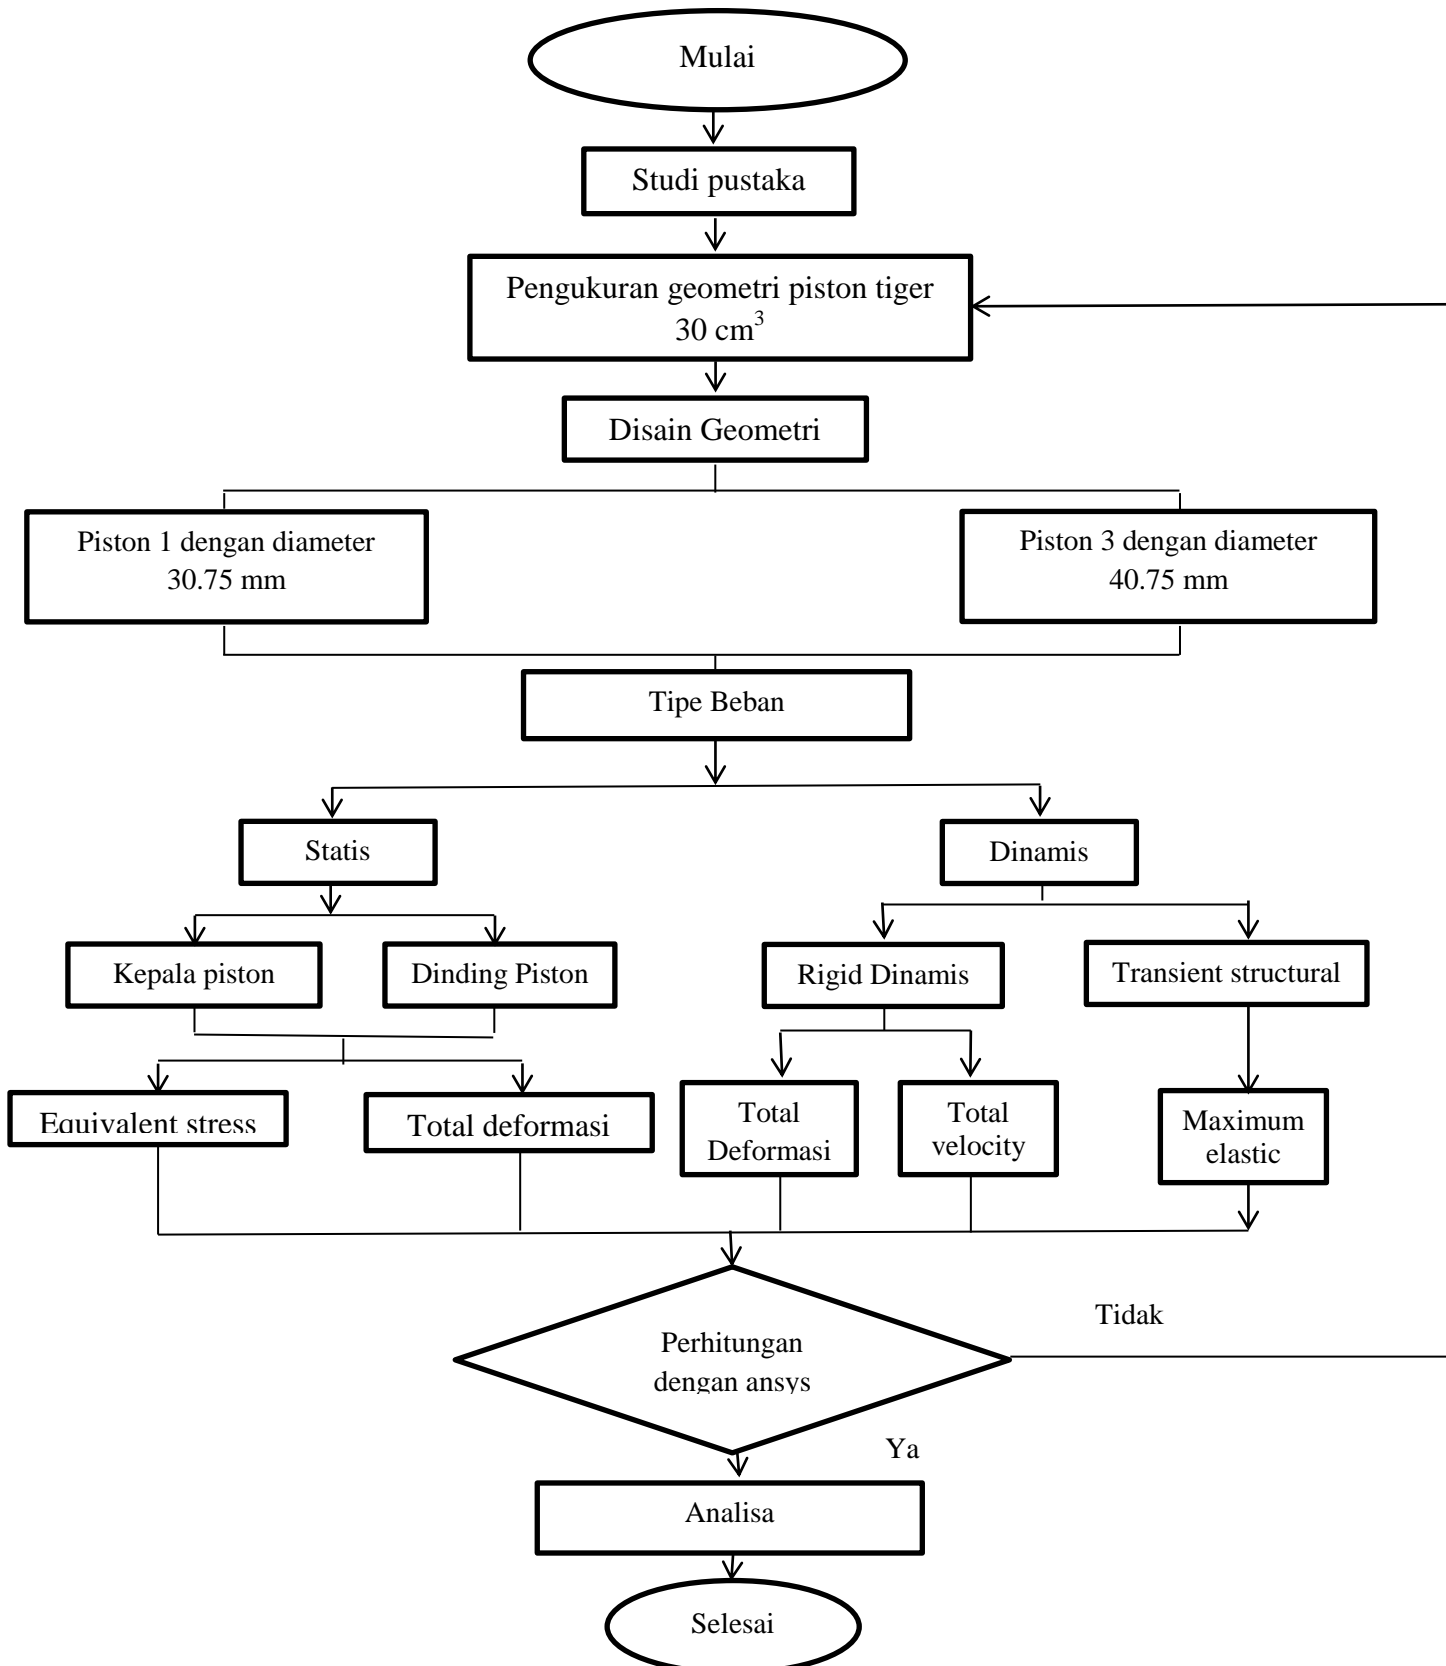 Mulai
Studi pustaka
Pengukuran geometri piston tiger
30 cm³
Disain Geometri
Piston 1 dengan diameter
30.75 mm
Piston 3 dengan diameter
40.75 mm
Tipe Beban
Statis
Dinamis
Kepala piston
Dinding Piston
Rigid Dinamis
Transient structural
Equivalent stress
Total deformasi
Total
Deformasi
Total
velocity
Maximum
elastic
Perhitungan
dengan ansys
Tidak
Ya
Analisa
Selesai